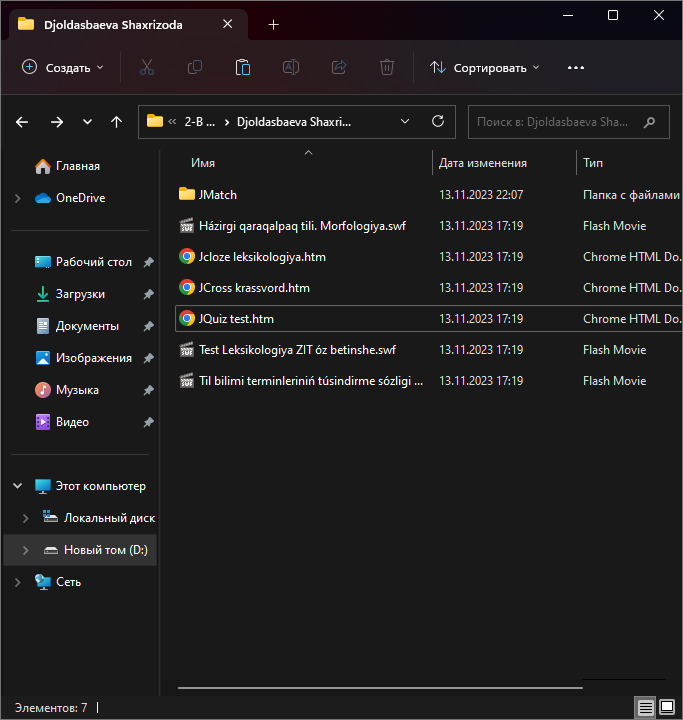 Djoldasbaeva Shaxrizoda
Создать
Сортировать
2-B ... Djoldasbaeva Shaxri...
Поиск в: Djoldasbaeva Sha...
Имя Дата изменения Тип
Главная
OneDrive
Рабочий стол
Загрузки
Документы
Изображения
Музыка
Видео
Этот компьютер
Локальный диск
Новый том (D:)
Сеть
JMatch 13.11.2023 22:07 Папка с файлами
Házirgi qaraqalpaq tili. Morfologiya.swf 13.11.2023 17:19 Flash Movie
Jcloze leksikologiya.htm 13.11.2023 17:19 Chrome HTML Do...
JCross krassvord.htm 13.11.2023 17:19 Chrome HTML Do...
JQuiz test.htm 13.11.2023 17:19 Chrome HTML Do...
Test Leksikologiya ZIT óz betinshe.swf 13.11.2023 17:19 Flash Movie
Til bilimi terminleriniń túsindirme sózligi ... 13.11.2023 17:19 Flash Movie
Элементов: 7